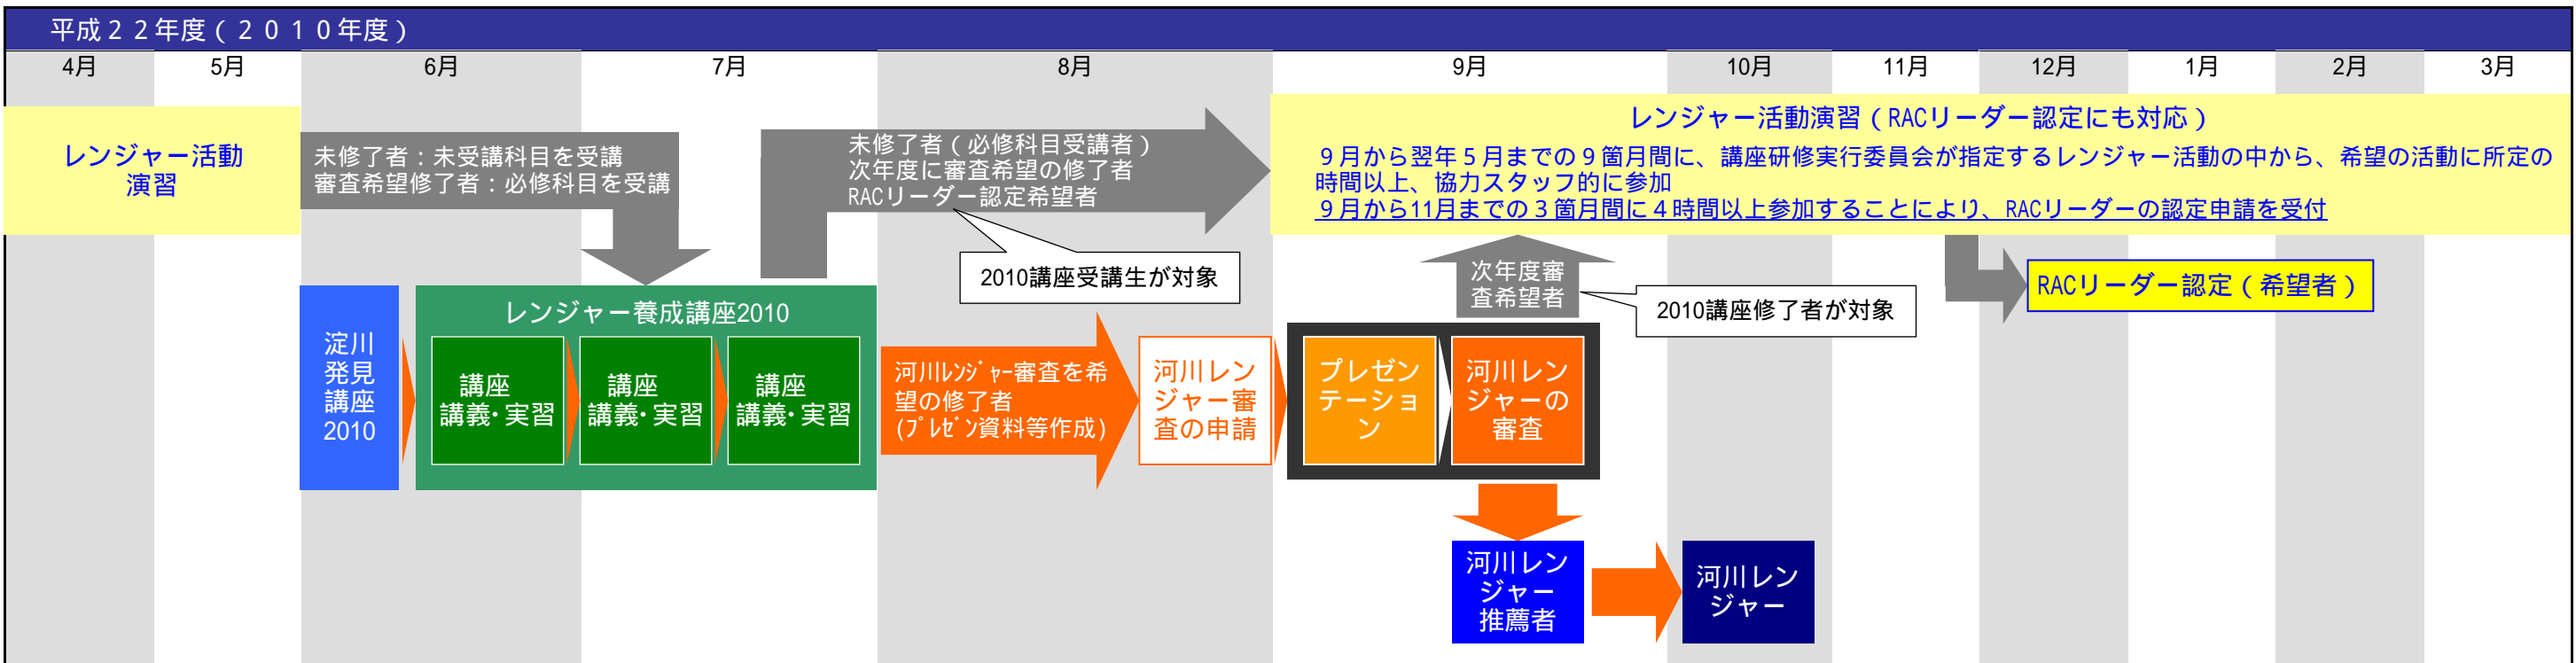 平成２２年度（２０１０年度）
4月
5月
6月
7月
8月
9月
10月
11月
12月
1月
2月
3月
レンジャー活動
演習
未修了者：未受講科目を受講
審査希望修了者：必修科目を受講
未修了者（必修科目受講者）
次年度に審査希望の修了者
RACリーダー認定希望者
レンジャー活動演習（RACリーダー認定にも対応）
９月から翌年５月までの９箇月間に、講座研修実行委員会が指定するレンジャー活動の中から、希望の活動に所定の
時間以上、協力スタッフ的に参加
９月から11月までの３箇月間に４時間以上参加することにより、RACリーダーの認定申請を受付
2010講座受講生が対象
次年度審
査希望者
2010講座修了者が対象
RACリーダー認定（希望者）
淀川
発見
講座
2010
レンジャー養成講座2010
講座
講義・実習
講座
講義・実習
講座
講義・実習
河川ﾚﾝｼﾞｬｰ審査を希
望の修了者
(ﾌﾟﾚｾﾞﾝ資料等作成)
河川レン
ジャー審
査の申請
プレゼン
テーショ
ン
河川レン
ジャーの
審査
河川レン
ジャー
推薦者
河川レン
ジャー